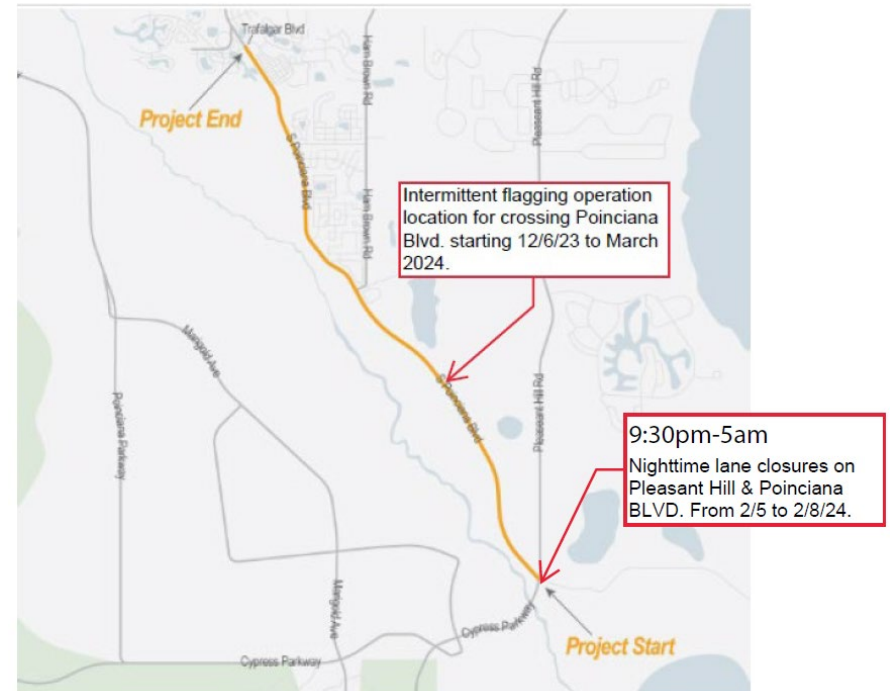 Trafalgar Blvd
Project End
Ham Brown Rd
Pleasant Hill Rd
S Poinciana Blvd
Intermittent flagging operation
location for crossing Poinciana
Blvd. starting 12/6/23 to March
2024.
Ham Brown Rd
Marigold Ave
Poinciana Parkway
S Poinciana Blvd
Pleasant Hill Rd
9:30pm-5am
Nighttime lane closures on
Pleasant Hill & Poinciana
BLVD. From 2/5 to 2/8/24.
Marigold Ave
Cypress Parkway
Project Start
Cypress Parkway